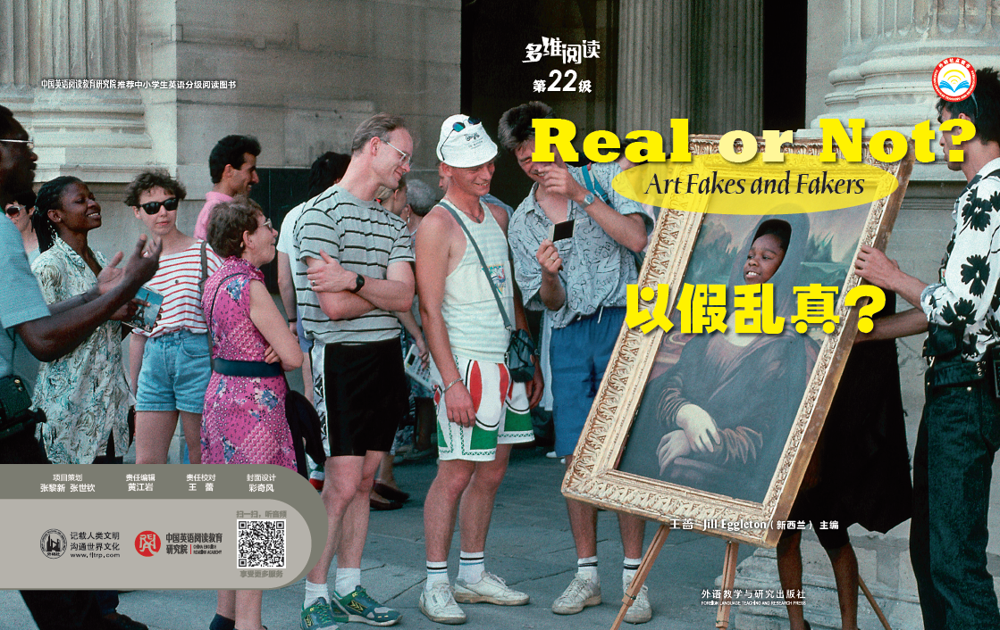 中国英语阅读教育研究院推荐中小学生英语分级阅读图书
多维阅读
第22级
Real or Not?
Art Fakes and Fakers
以假乱真?
王蔷 Jill Eggleton(新西兰)主编
外语教学与研究出版社
FOREIGN LANGUAGE TEACHING AND RESEARCH PRESS
项目策划
张黎新 张世钦
责任编辑
黄江岩
责任校对
王 蕾
封面设计
彩奇风
记载人类文明
沟通世界文化
www.fltrp.com
中国英语阅读教育
研究院
CHINA ENGLISH
READING ACADEMY
扫一扫,听音频
享受更多服务